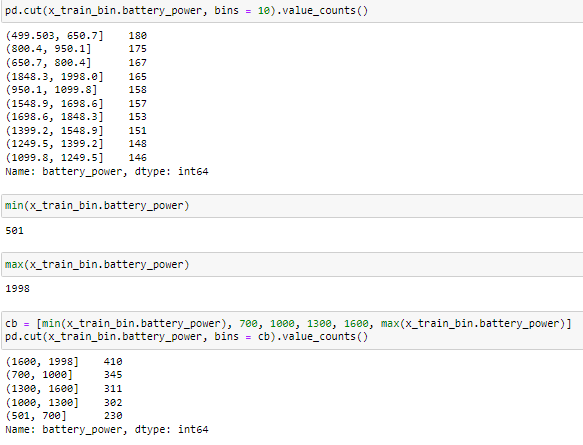 pd.cut(x_train_bin.battery_power, bins = 10).value_counts()
(499.503, 650.7]    180
(800.4, 950.1]      175
(650.7, 800.4]      167
(1848.3, 1998.0]    165
(950.1, 1099.8]     158
(1548.9, 1698.6]    157
(1698.6, 1848.3]    153
(1399.2, 1548.9]    151
(1249.5, 1399.2]    148
(1099.8, 1249.5]    146
Name: battery_power, dtype: int64
min(x_train_bin.battery_power)
501
max(x_train_bin.battery_power)
1998
cb = [min(x_train_bin.battery_power), 700, 1000, 1300, 1600, max(x_train_bin.battery_power)]
pd.cut(x_train_bin.battery_power, bins = cb).value_counts()
(1600, 1998]    410
(700, 1000]     345
(1300, 1600]    311
(1000, 1300]    302
(501, 700]      230
Name: battery_power, dtype: int64